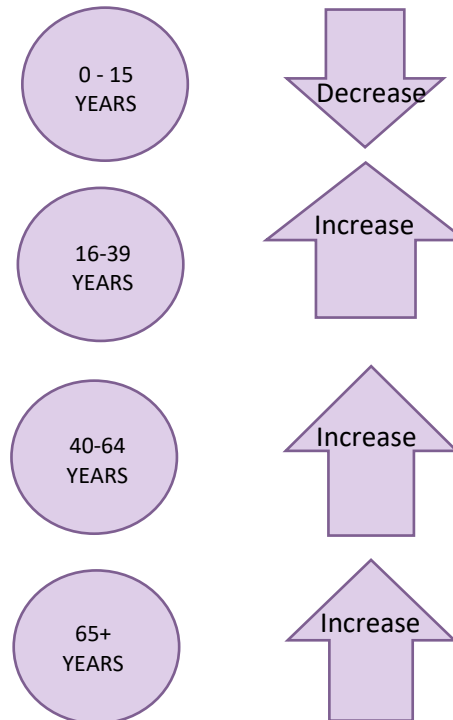 0 - 15
YEARS
Decrease
16-39
YEARS
Increase
40-64
YEARS
Increase
65+
YEARS
Increase